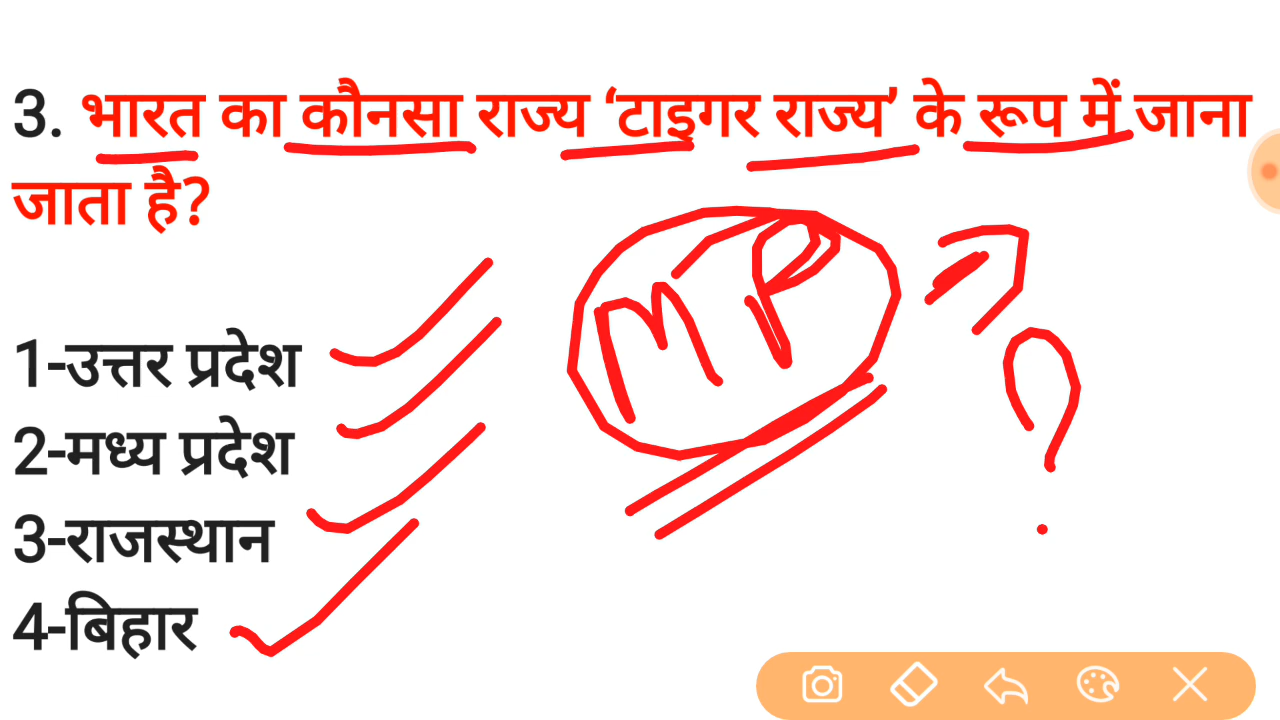 3. भारत का कौनसा राज्य ‘टाइगर राज्य’ के रूप में जाना
जाता है?
MP ?
1-उत्तर प्रदेश
2-मध्य प्रदेश
3-राजस्थान
4-बिहार